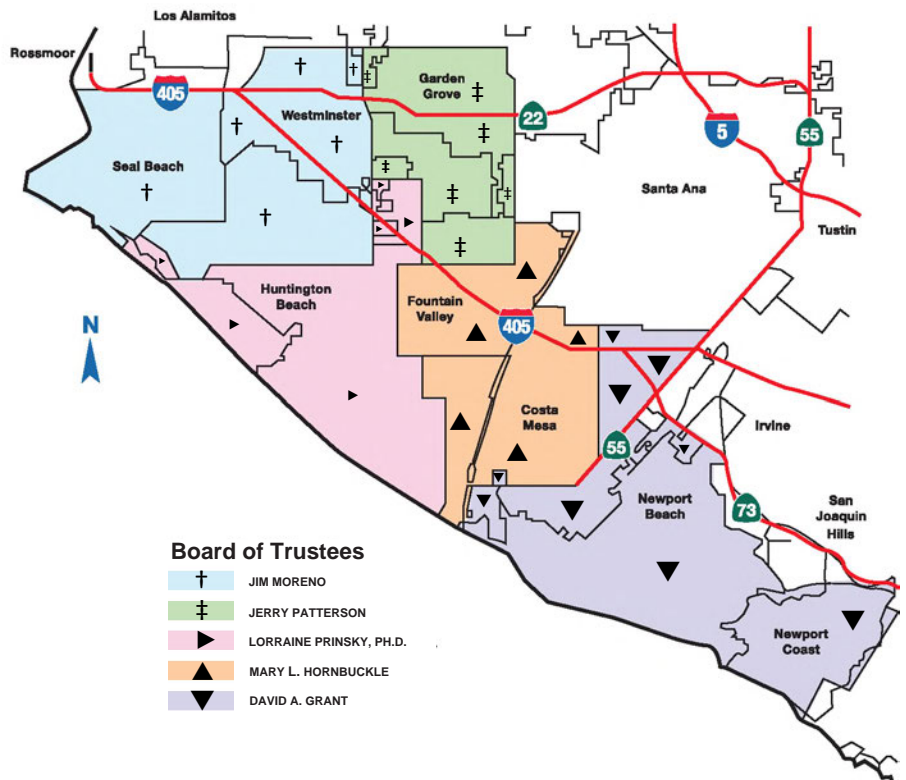 Los Alamitos
Rossmoor
405
Westminster
Garden
Grove
22
5
55
Seal Beach
Santa Ana
Tustin
Huntington
Beach
Fountain
Valley
405
N
Costa
Mesa
Irvine
55
Newport
Beach
73
San
Joaquin
Hills
Newport
Coast
Board of Trustees
JIM MORENO
JERRY PATTERSON
LORRAINE PRINSKY, PH.D.
MARY L. HORNBUCKLE
DAVID A. GRANT